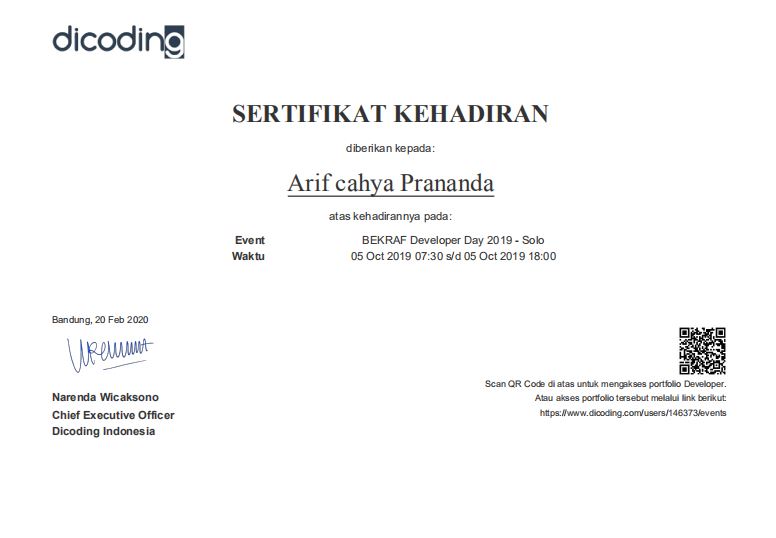 dicoding
SERTIFIKAT KEHADIRAN
diberikan kepada:
Arif cahya Prananda
atas kehadirannya pada:
Event BEKRAF Developer Day 2019 - Solo
Waktu 05 Oct 2019 07:30 s/d 05 Oct 2019 18:00
Bandung, 20 Feb 2020
Narenda Wicaksono
Chief Executive Officer
Dicoding Indonesia
Scan QR Code di atas untuk mengakses portfolio Developer.
Atau akses portfolio tersebut melalui link berikut:
https://www.dicoding.com/users/146373/events